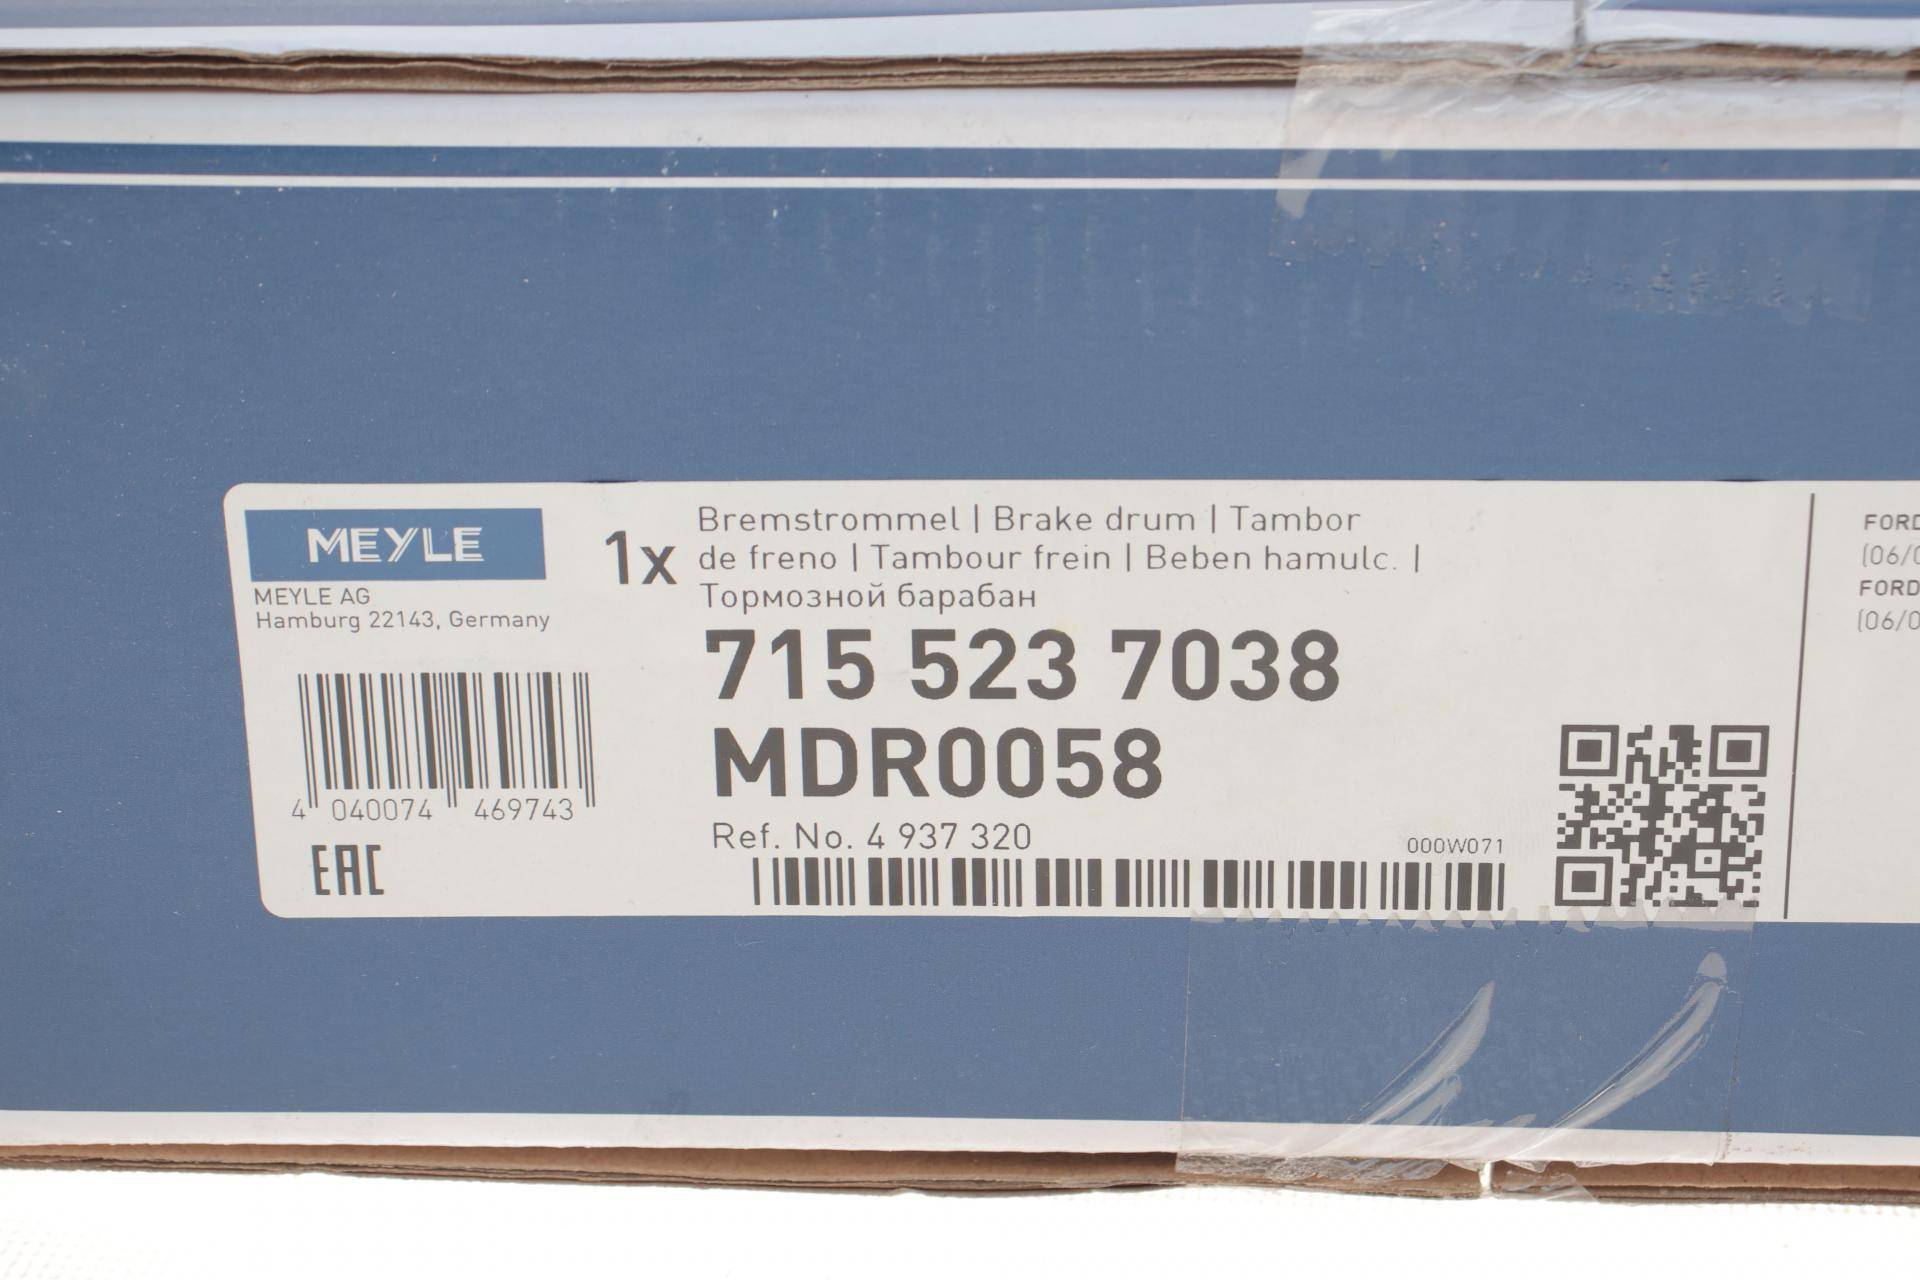 MEYLE
MEYLE AG
Hamburg 22143, Germany
4 040074 469743
EAC
1x
Bremstrommel | Brake drum | Tambor
de freno | Tambour frein | Beben hamulc. |
Тормозной барабан
715 523 7038
MDR0058
Ref. No. 4 937 320
000W071
FORD
FORD